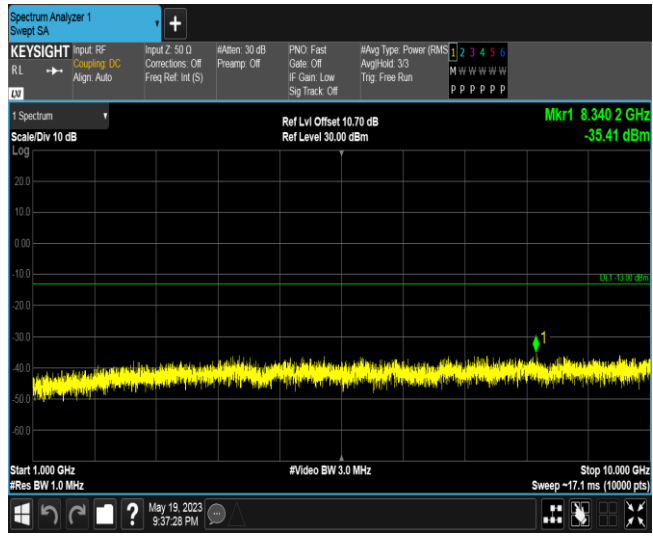 Spectrum Analyzer 1
Swept SA
KEYSIGHT Input: RF Input Z: 50 Ω #Atten: 30 dB PNO: Fast #Avg Type: Power (RMS 1 2 3 4 5 6
RL Coupling: DC Corrections: Off Preamp: Off Gate: Off Avg|Hold: 3/3 M W W W W W
Align: Auto Freq Ref: Int (S) IF Gain: Low Trig: Free Run
Sig Track: Off P P P P P P
LXI
1 Spectrum Ref Lvl Offset 10.70 dB Mkr1 8.340 2 GHz
Scale/Div 10 dB Ref Level 30.00 dBm -35.41 dBm
Log
20.0
10.0
0.00
-10.0 DL1 -13.00 dBm
-20.0
-30.0 1
-40.0
-50.0
-60.0
Start 1.000 GHz #Video BW 3.0 MHz Stop 10.000 GHz
#Res BW 1.0 MHz Sweep ~17.1 ms (10000 pts)
? May 19, 2023
9:37:28 PM